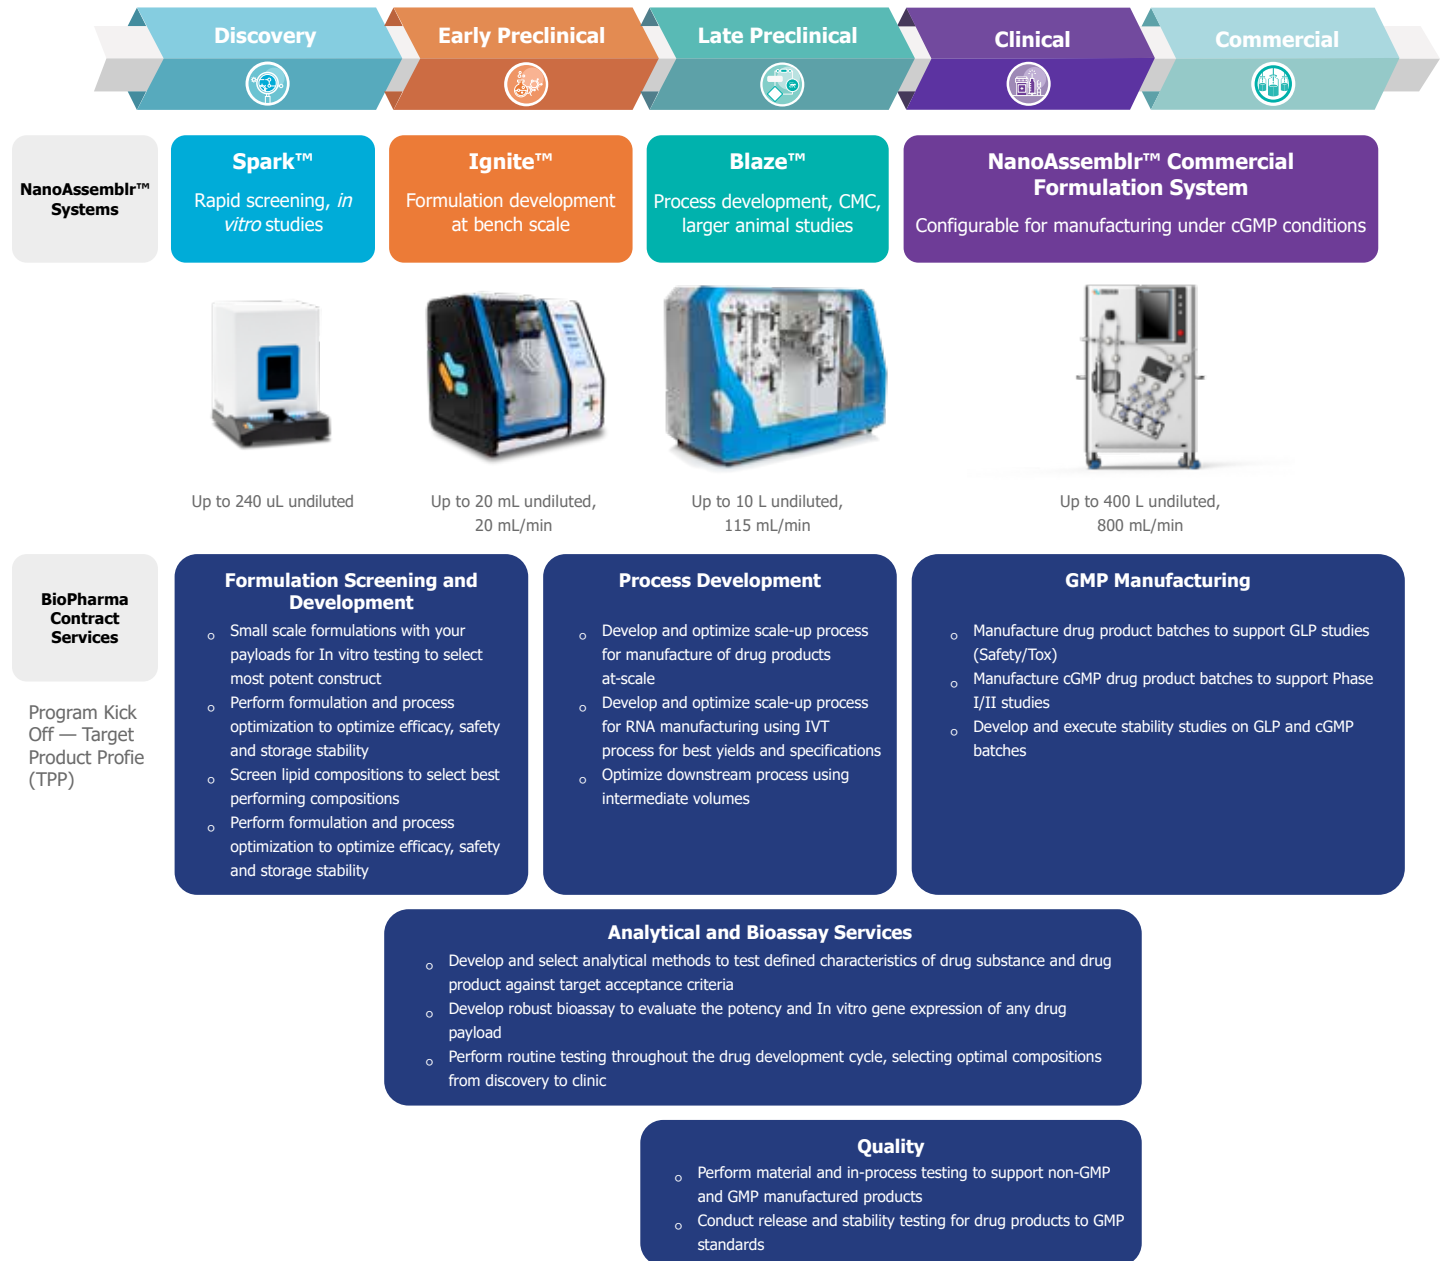 Discovery
Early Preclinical
Late Preclinical
Clinical
Commercial
NanoAssemblr™
Systems
Spark™
Rapid screening, in
vitro studies
Ignite™
Formulation development
at bench scale
Blaze™
Process development, CMC,
larger animal studies
NanoAssemblr™ Commercial
Formulation System
Configurable for manufacturing under cGMP conditions
Up to 240 uL undiluted
Up to 20 mL undiluted,
20 mL/min
Up to 10 L undiluted,
115 mL/min
Up to 400 L undiluted,
800 mL/min
BioPharma
Contract
Services
Program Kick
Off — Target
Product Profie
(TPP)
Formulation Screening and
Development
Small scale formulations with your
payloads for In vitro testing to select
most potent construct
Perform formulation and process
optimization to optimize efficacy, safety
and storage stability
Screen lipid compositions to select best
performing compositions
Perform formulation and process
optimization to optimize efficacy, safety
and storage stability
Process Development
Develop and optimize scale-up process
for manufacture of drug products
at-scale
Develop and optimize scale-up process
for RNA manufacturing using IVT
process for best yields and specifications
Optimize downstream process using
intermediate volumes
GMP Manufacturing
Manufacture drug product batches to support GLP studies
(Safety/Tox)
Manufacture cGMP drug product batches to support Phase
I/II studies
Develop and execute stability studies on GLP and cGMP
batches
Analytical and Bioassay Services
Develop and select analytical methods to test defined characteristics of drug substance and drug
product against target acceptance criteria
Develop robust bioassay to evaluate the potency and In vitro gene expression of any drug
payload
Perform routine testing throughout the drug development cycle, selecting optimal compositions
from discovery to clinic
Quality
Perform material and in-process testing to support non-GMP
and GMP manufactured products
Conduct release and stability testing for drug products to GMP
standards